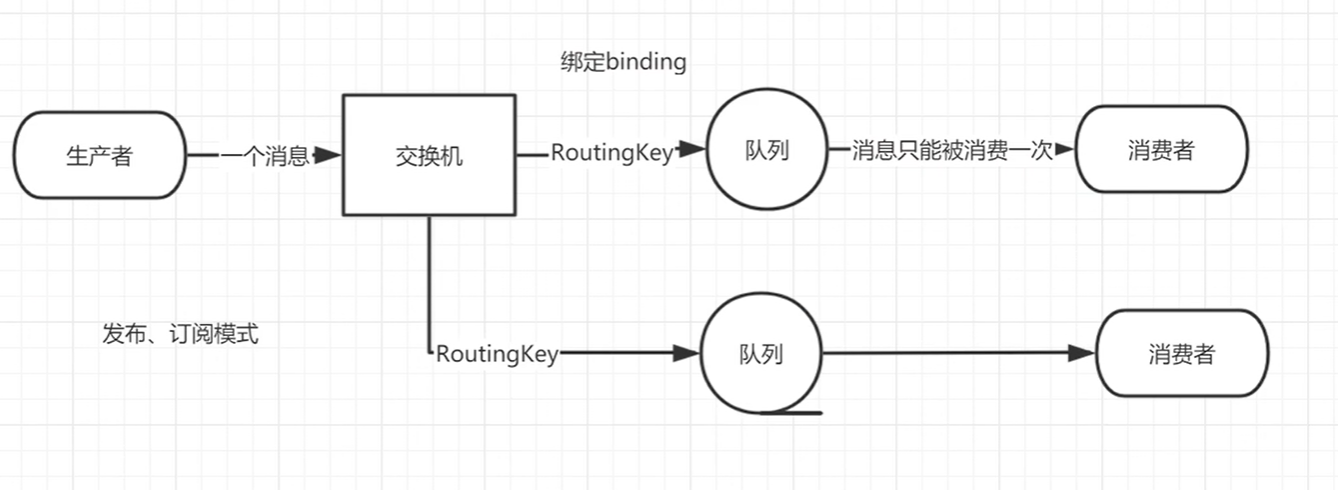 绑定binding
生产者
一个消息
交换机
RoutingKey
队列
消息只能被消费一次
消费者
发布、订阅模式
RoutingKey
队列
消费者